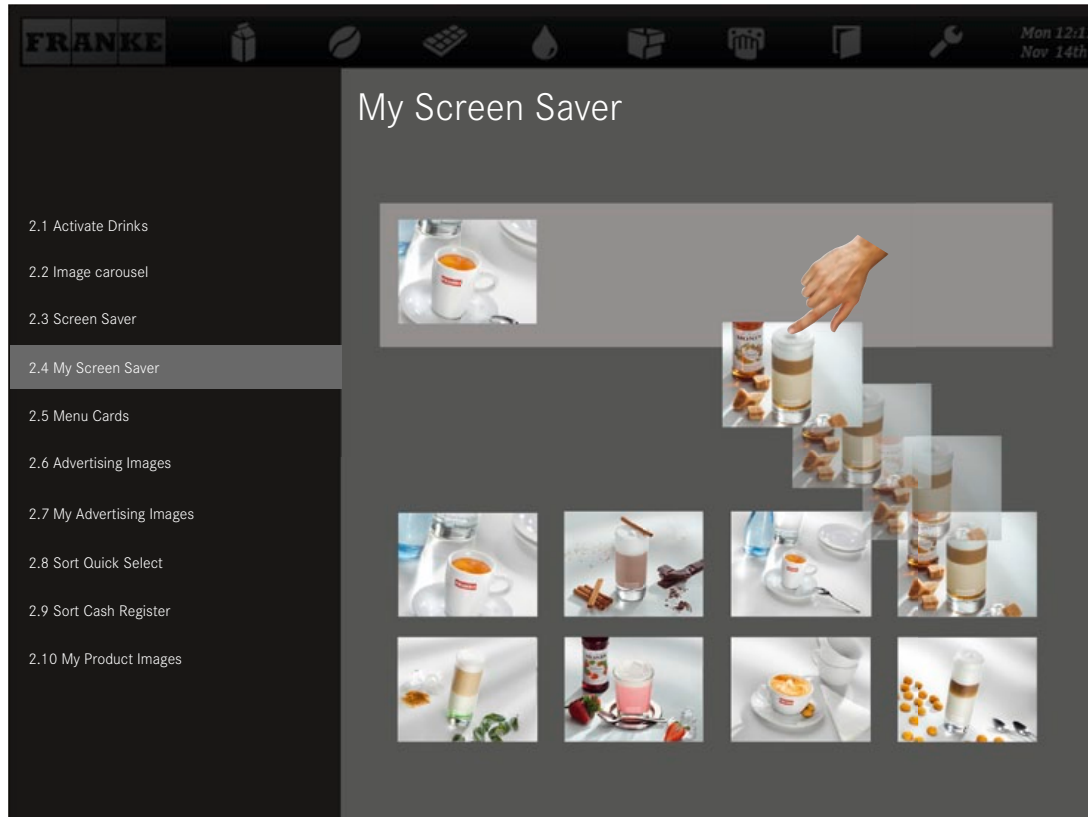 FRANKE
Mon 12:1
Nov 14th
My Screen Saver
2.1 Activate Drinks
2.2 Image carousel
2.3 Screen Saver
2.4 My Screen Saver
2.5 Menu Cards
2.6 Advertising Images
2.7 My Advertising Images
2.8 Sort Quick Select
2.9 Sort Cash Register
2.10 My Product Images